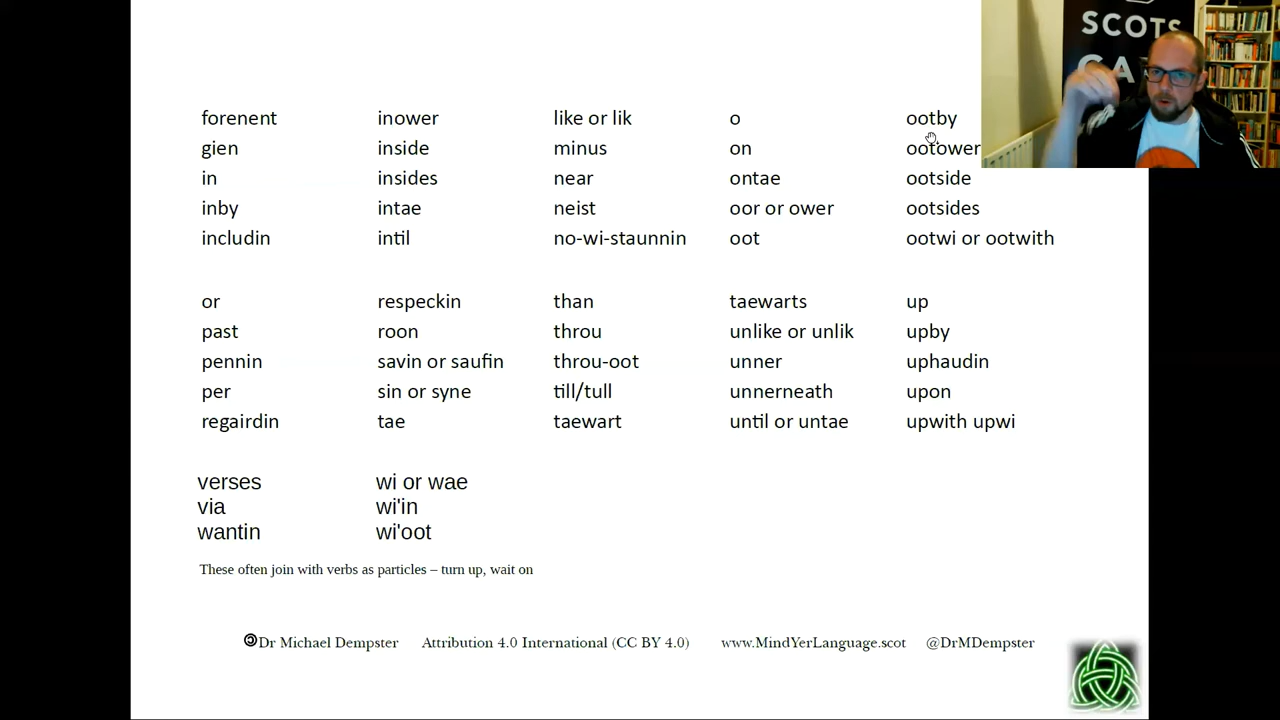 SCOTS
forenent inower like or lik o ootby
gien inside minus on ootower
in insides near ontae ootside
inby intae neist oor or ower ootsides
includin intil no-wi-staunnin oot ootwi or ootwith
or respeckin than taewarts up
past roon throu unlike or unlik upby
pennin savin or saufin throu-oot unner uphaudin
per sin or syne till/tull unnerneath upon
regairdin tae taewart until or untae upwith upwi
verses wi or wae
via wi'in
wantin wi'oot
These often join with verbs as particles – turn up, wait on
Dr Michael Dempster Attribution 4.0 International (CC BY 4.0) www.MindYerLanguage.scot @DrMDempster